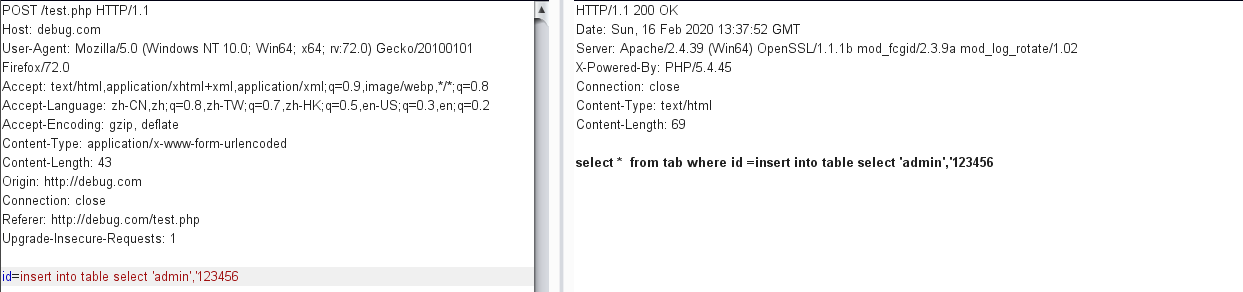 POST /test.php HTTP/1.1
Host: debug.com
User-Agent: Mozilla/5.0 (Windows NT 10.0; Win64; x64; rv:72.0) Gecko/20100101
Firefox/72.0
Accept: text/html,application/xhtml+xml,application/xml;q=0.9,image/webp,*/*;q=0.8
Accept-Language: zh-CN,zh;q=0.8,zh-TW;q=0.7,zh-HK;q=0.5,en-US;q=0.3,en;q=0.2
Accept-Encoding: gzip, deflate
Content-Type: application/x-www-form-urlencoded
Content-Length: 43
Origin: http://debug.com
Connection: close
Referer: http://debug.com/test.php
Upgrade-Insecure-Requests: 1
id=insert into table select 'admin','123456
HTTP/1.1 200 OK
Date: Sun, 16 Feb 2020 13:37:52 GMT
Server: Apache/2.4.39 (Win64) OpenSSL/1.1.1b mod_fcgid/2.3.9a mod_log_rotate/1.02
X-Powered-By: PHP/5.4.45
Connection: close
Content-Type: text/html
Content-Length: 69
select *  from tab where id =insert into table select 'admin','123456